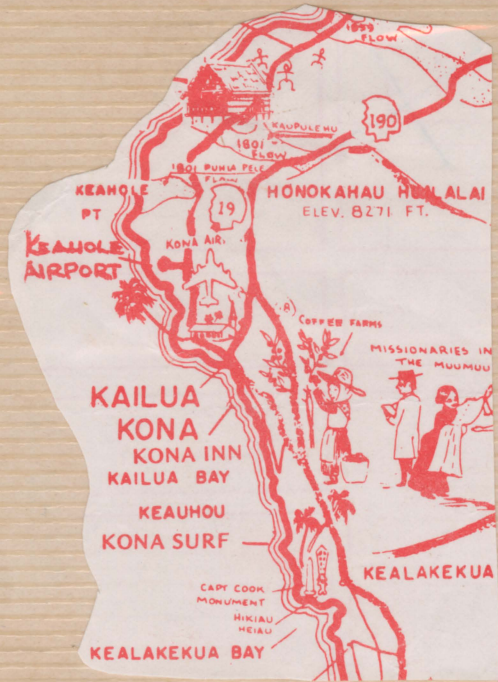 1859
FLOW
190
KAUPULEHU
1801
FLOW
1801 PUHIA PELE
FLOW
KEAHOLE
PT
19
HONOKAHAU HUALALAI
ELEV. 8271 FT.
KEAHOLE
AIRPORT
KONA AIR.
COFFEE FARMS
MISSIONARIES IN
THE MUUMUU
KAILUA
KONA
KONA INN
KAILUA BAY
KEAUHOU
KONA SURF
KEALAKEKUA
CAPT COOK
MONUMENT
HIKIAU
HEIAU
KEALAKEKUA BAY